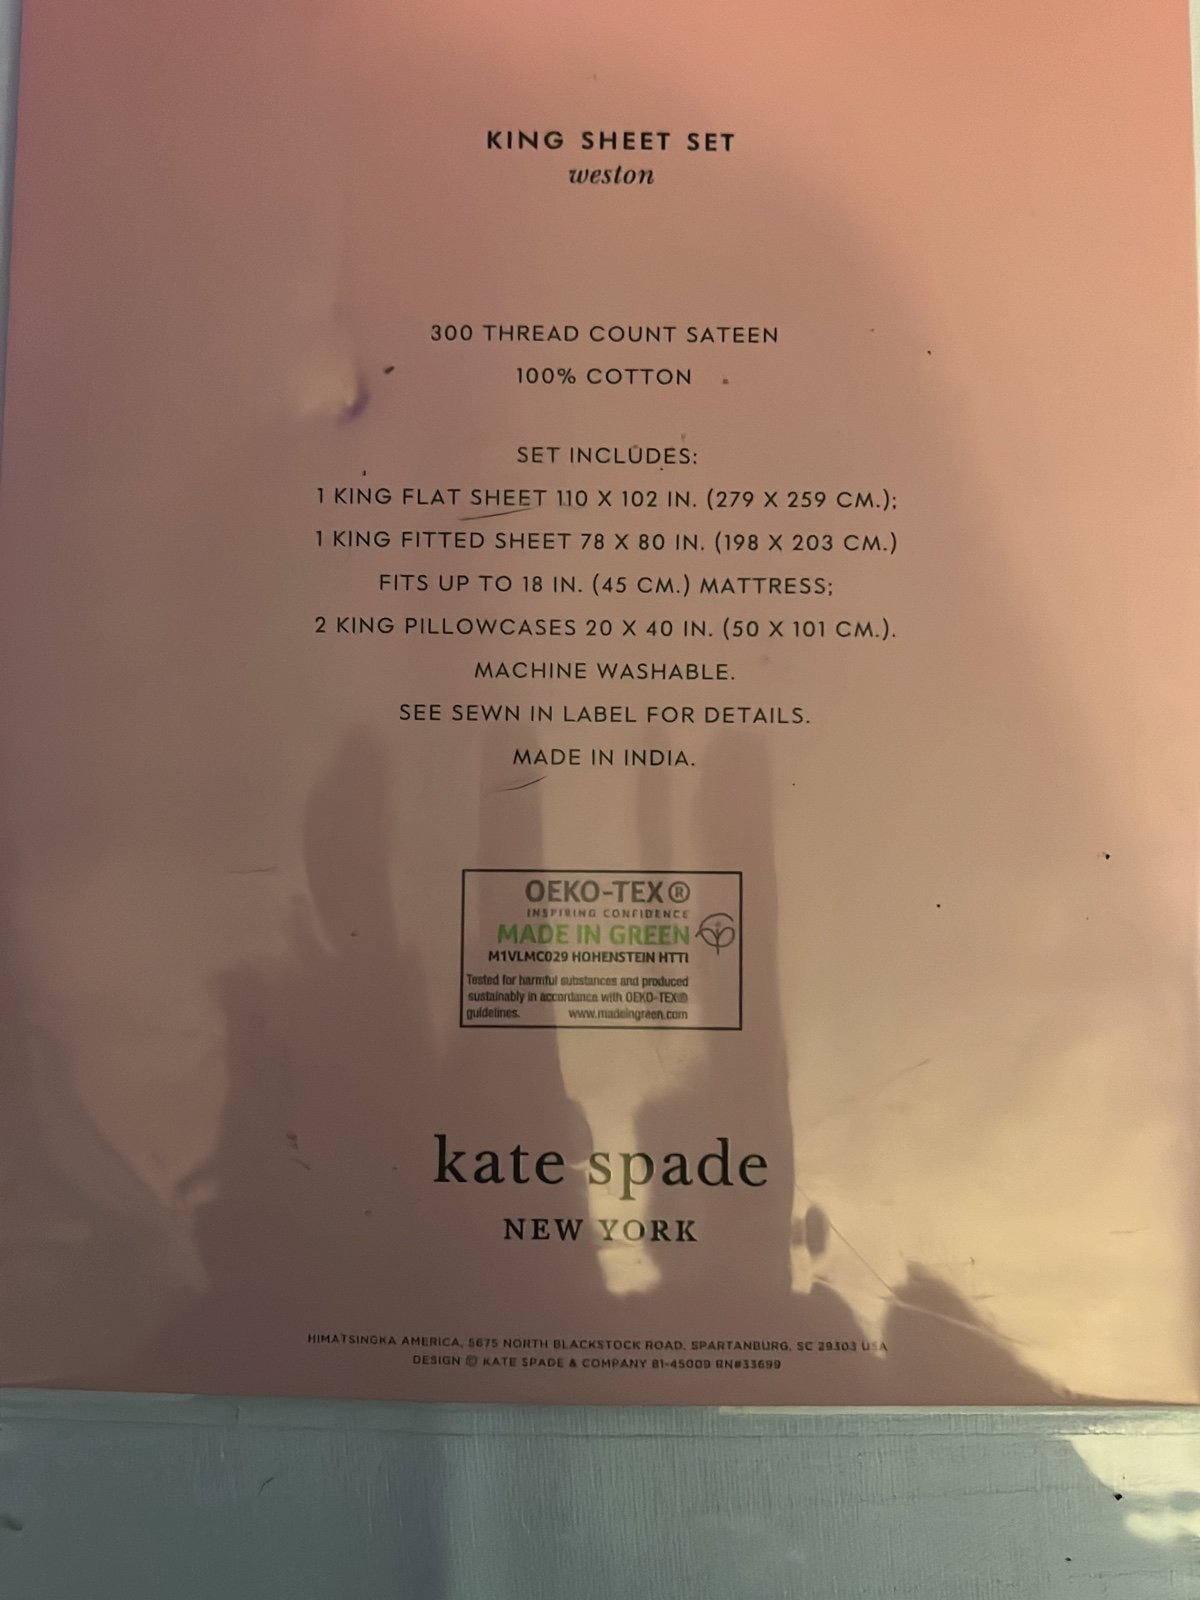 KING SHEET SET
weston
300 THREAD COUNT SATEEN
100% COTTON
SET INCLUDES:
1 KING FLAT SHEET 110 X 102 IN. (279 X 259 CM.);
1 KING FITTED SHEET 78 X 80 IN. (198 X 203 CM.)
FITS UP TO 18 IN. (45 CM.) MATTRESS;
2 KING PILLOWCASES 20 X 40 IN. (50 X 101 CM.).
MACHINE WASHABLE.
SEE SEWN IN LABEL FOR DETAILS.
MADE IN INDIA.
OEKO-TEX®
INSPIRING CONFIDENCE
MADE IN GREEN
M1VLMC029 HOHENSTEIN HTTI
Tested for harmful substances and produced
sustainably in accordance with OEKO-TEX®
guidelines. www.madeingreen.com
kate spade
NEW YORK
HIMATSINGKA AMERICA, 5675 NORTH BLACKSTOCK ROAD, SPARTANBURG, SC 29303 USA
DESIGN © KATE SPADE & COMPANY 81-45009 RN#33699